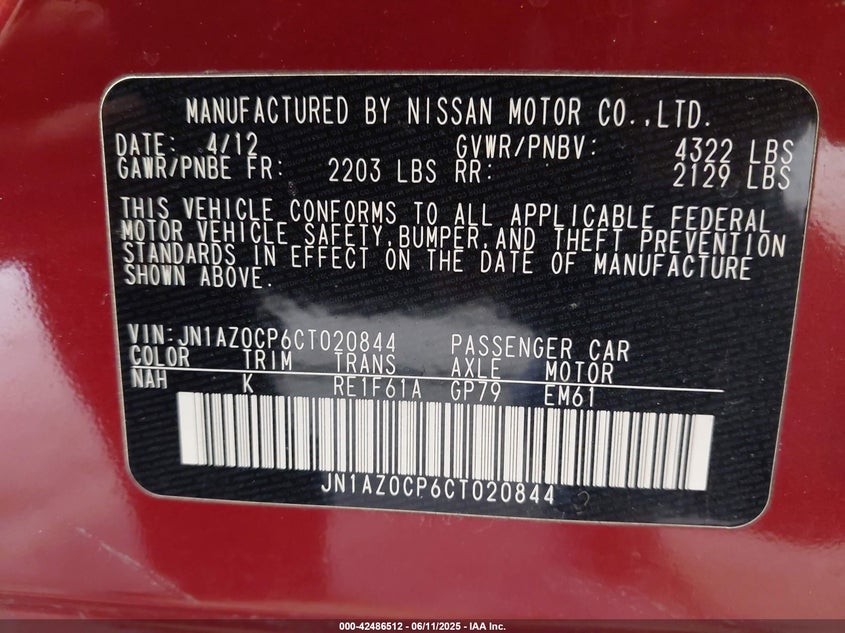 MANUFACTURED BY NISSAN MOTOR CO.,LTD.
DATE: 4/12 GVWR/PNBV: 4322 LBS
GAWR/PNBE FR: 2203 LBS RR: 2129 LBS
THIS VEHICLE CONFORMS TO ALL APPLICABLE FEDERAL
MOTOR VEHICLE SAFETY,BUMPER,AND THEFT PREVENTION
STANDARDS IN EFFECT ON THE DATE OF MANUFACTURE
SHOWN ABOVE.
VIN:JN1AZ0CP6CT020844 PASSENGER CAR
COLOR TRIM TRANS AXLE MOTOR
NAH K RE1F61A GP79 EM61
JN1AZ0CP6CT020844
000-42486512 - 06/11/2025 - IAA Inc.